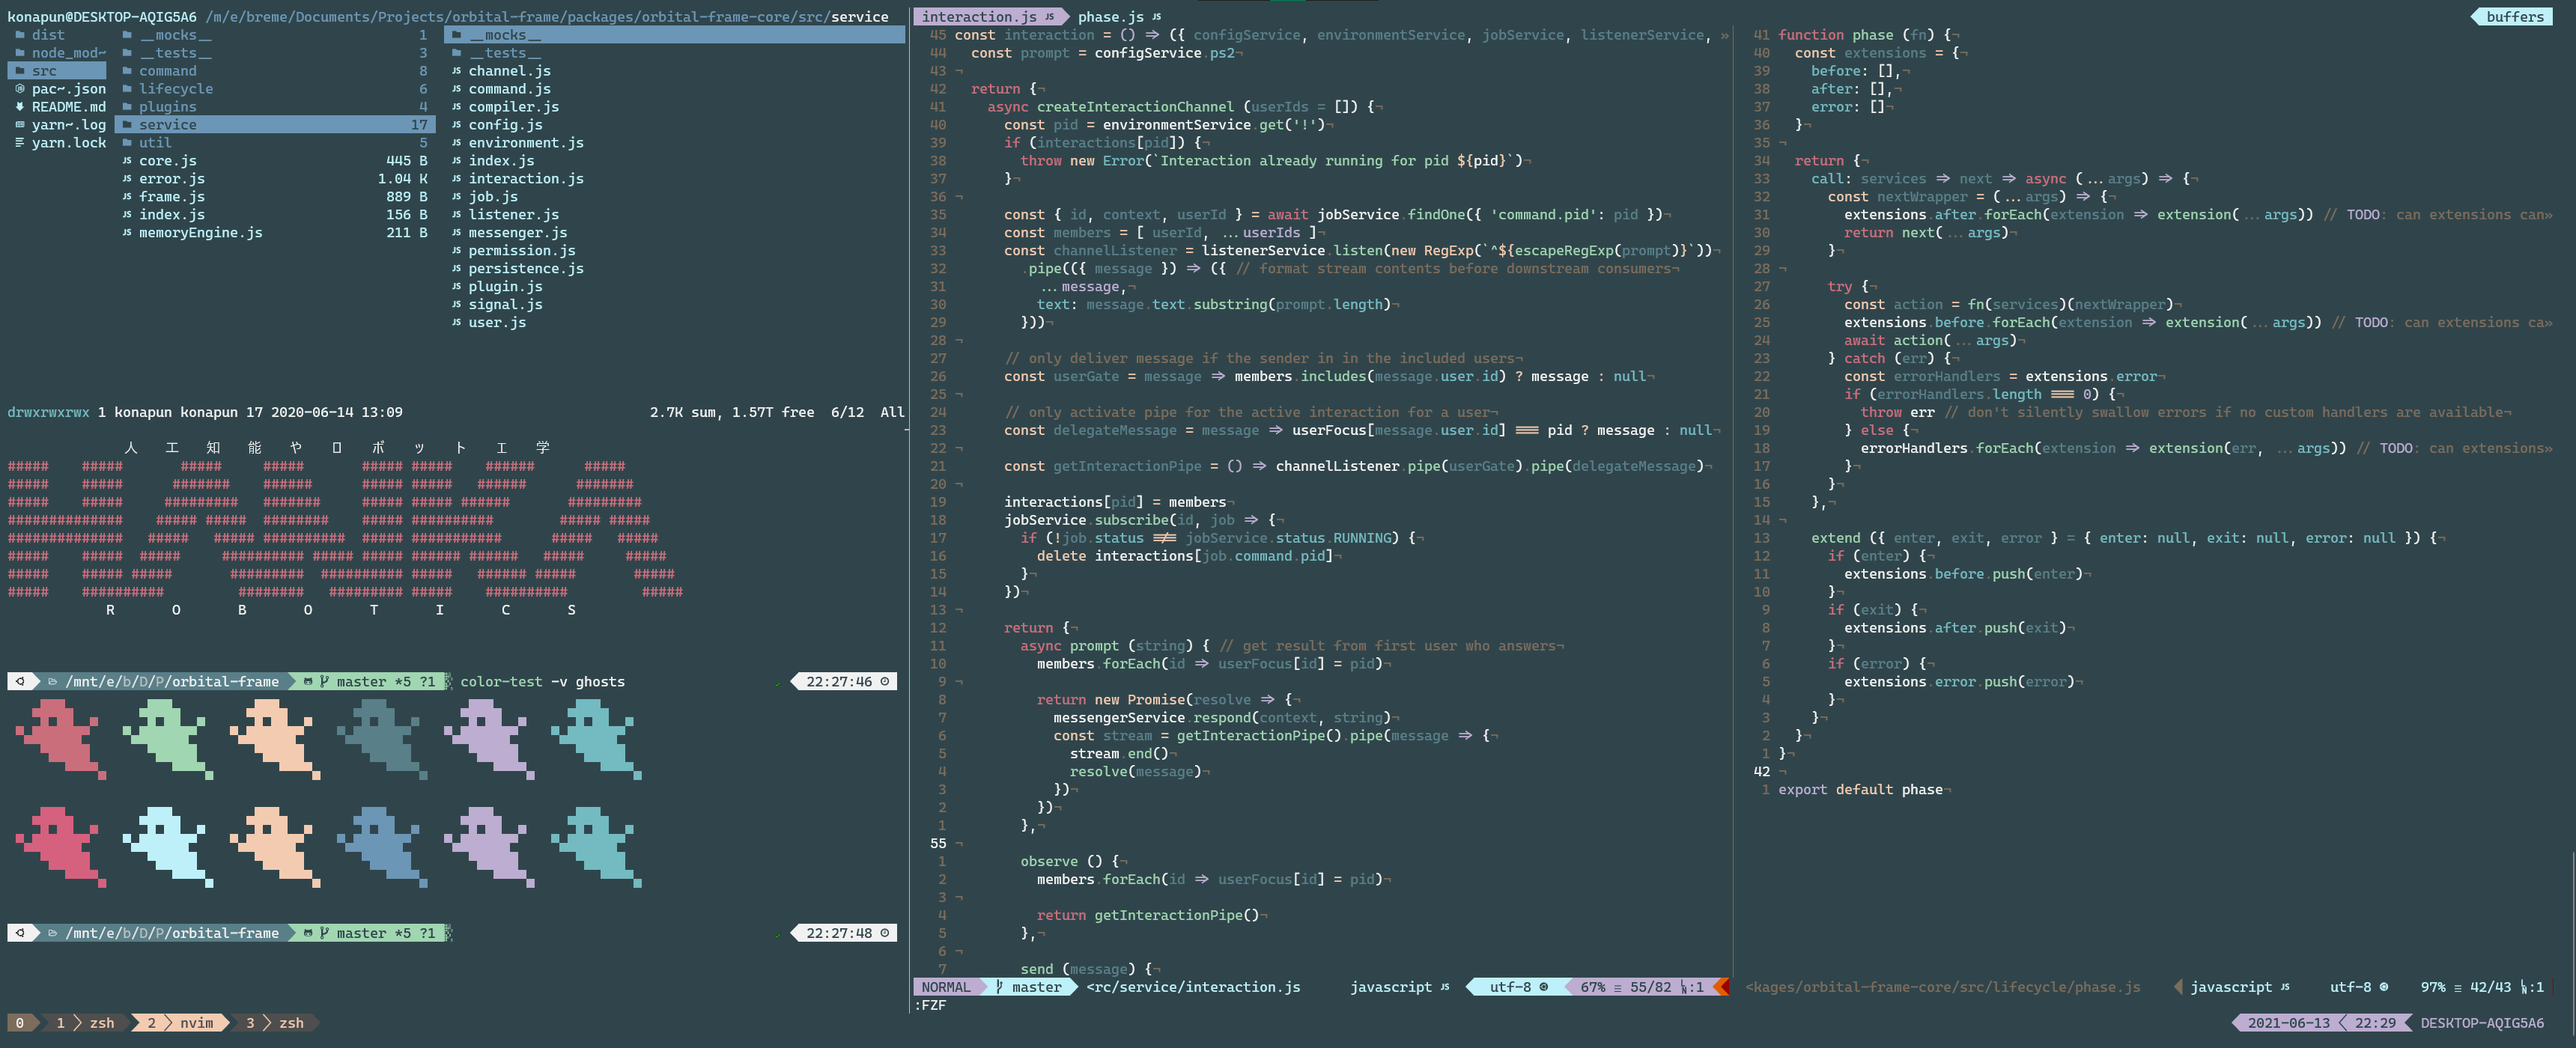 konapun@DESKTOP-AQIG5A6 /m/e/breme/Documents/Projects/orbital-frame/packages/orbital-frame-core/src/service
dist
node_mod~
src
pac~.json
README.md
yarn~.log
yarn.lock
__mocks__ 1
__tests__ 3
command 8
lifecycle 6
plugins 4
service 17
util 5
core.js 445 B
error.js 1.04 K
frame.js 889 B
index.js 156 B
memoryEngine.js 211 B
__mocks__
__tests__
channel.js
command.js
compiler.js
config.js
environment.js
index.js
interaction.js
job.js
listener.js
messenger.js
permission.js
persistence.js
plugin.js
signal.js
user.js
drwxrwxrwx 1 konapun konapun 17 2020-06-14 13:09 2.7K sum, 1.57T free 6/12 All
人 工 知 能 や ロ ボ ッ ト 工 学
##### ##### ##### ##### ##### ##### ###### #####
##### ##### ####### ###### ##### ##### ###### #######
##### ##### ######### ####### ##### ##### ###### #########
############## ##### ##### ######## ##### ########## ##### #####
############## ##### ##### ########## ##### ########### ##### #####
##### ##### ##### ########## ##### ##### ###### ###### ##### #####
##### ##### ##### ######### ########## ##### ###### ##### #####
##### ########## ######## ######### ##### ########## #####
R O B O T I C S
/mnt/e/b/D/P/orbital-frame master *5 ?1 color-test -v ghosts 22:27:46
/mnt/e/b/D/P/orbital-frame master *5 ?1 22:27:48
0 1 zsh 2 nvim 3 zsh
interaction.js JS phase.js JS buffers
45 const interaction = () => ({ configService, environmentService, jobService, listenerService, »
44 const prompt = configService.ps2
43 ¬
42 return {¬
41 async createInteractionChannel (userIds = []) {¬
40 const pid = environmentService.get('!')¬
39 if (interactions[pid]) {¬
38 throw new Error(`Interaction already running for pid ${pid}`)¬
37 }¬
36 ¬
35 const { id, context, userId } = await jobService.findOne({ 'command.pid': pid })¬
34 const members = [ userId, ...userIds ]¬
33 const channelListener = listenerService.listen(new RegExp(`^${escapeRegExp(prompt)}`))¬
32 .pipe(({ message }) => ({ // format stream contents before downstream consumers¬
31 ...message,¬
30 text: message.text.substring(prompt.length)¬
29 }))¬
28 ¬
27 // only deliver message if the sender in in the included users¬
26 const userGate = message => members.includes(message.user.id) ? message : null¬
25 ¬
24 // only activate pipe for the active interaction for a user¬
23 const delegateMessage = message => userFocus[message.user.id] === pid ? message : null¬
22 ¬
21 const getInteractionPipe = () => channelListener.pipe(userGate).pipe(delegateMessage)¬
20 ¬
19 interactions[pid] = members¬
18 jobService.subscribe(id, job => {¬
17 if (!job.status !== jobService.status.RUNNING) {¬
16 delete interactions[job.command.pid]¬
15 }¬
14 })¬
13 ¬
12 return {¬
11 async prompt (string) { // get result from first user who answers¬
10 members.forEach(id => userFocus[id] = pid)¬
9 ¬
8 return new Promise(resolve => {¬
7 messengerService.respond(context, string)¬
6 const stream = getInteractionPipe().pipe(message => {¬
5 stream.end()¬
4 resolve(message)¬
3 })¬
2 })¬
1 },¬
55 ¬
1 observe () {¬
2 members.forEach(id => userFocus[id] = pid)¬
3 ¬
4 return getInteractionPipe()¬
5 },¬
6 ¬
7 send (message) {¬
NORMAL master <rc/service/interaction.js javascript JS utf-8 67% ≡ 55/82 :1
:FZF
41 function phase (fn) {¬
40 const extensions = {¬
39 before: [],¬
38 after: [],¬
37 error: []¬
36 }¬
35 ¬
34 return {¬
33 call: services => next => async (...args) => {¬
32 const nextWrapper = (...args) => {¬
31 extensions.after.forEach(extension => extension(...args)) // TODO: can extensions can»
30 return next(...args)¬
29 }¬
28 ¬
27 try {¬
26 const action = fn(services)(nextWrapper)¬
25 extensions.before.forEach(extension => extension(...args)) // TODO: can extensions ca»
24 await action(...args)¬
23 } catch (err) {¬
22 const errorHandlers = extensions.error¬
21 if (errorHandlers.length === 0) {¬
20 throw err // don't silently swallow errors if no custom handlers are available¬
19 } else {¬
18 errorHandlers.forEach(extension => extension(err, ...args)) // TODO: can extensions»
17 }¬
16 }¬
15 },¬
14 ¬
13 extend ({ enter, exit, error } = { enter: null, exit: null, error: null }) {¬
12 if (enter) {¬
11 extensions.before.push(enter)¬
10 }¬
9 if (exit) {¬
8 extensions.after.push(exit)¬
7 }¬
6 if (error) {¬
5 extensions.error.push(error)¬
4 }¬
3 }¬
2 }¬
1 }¬
42 ¬
1 export default phase¬
<kages/orbital-frame-core/src/lifecycle/phase.js javascript JS utf-8 97% ≡ 42/43 :1
2021-06-13 22:29 DESKTOP-AQIG5A6